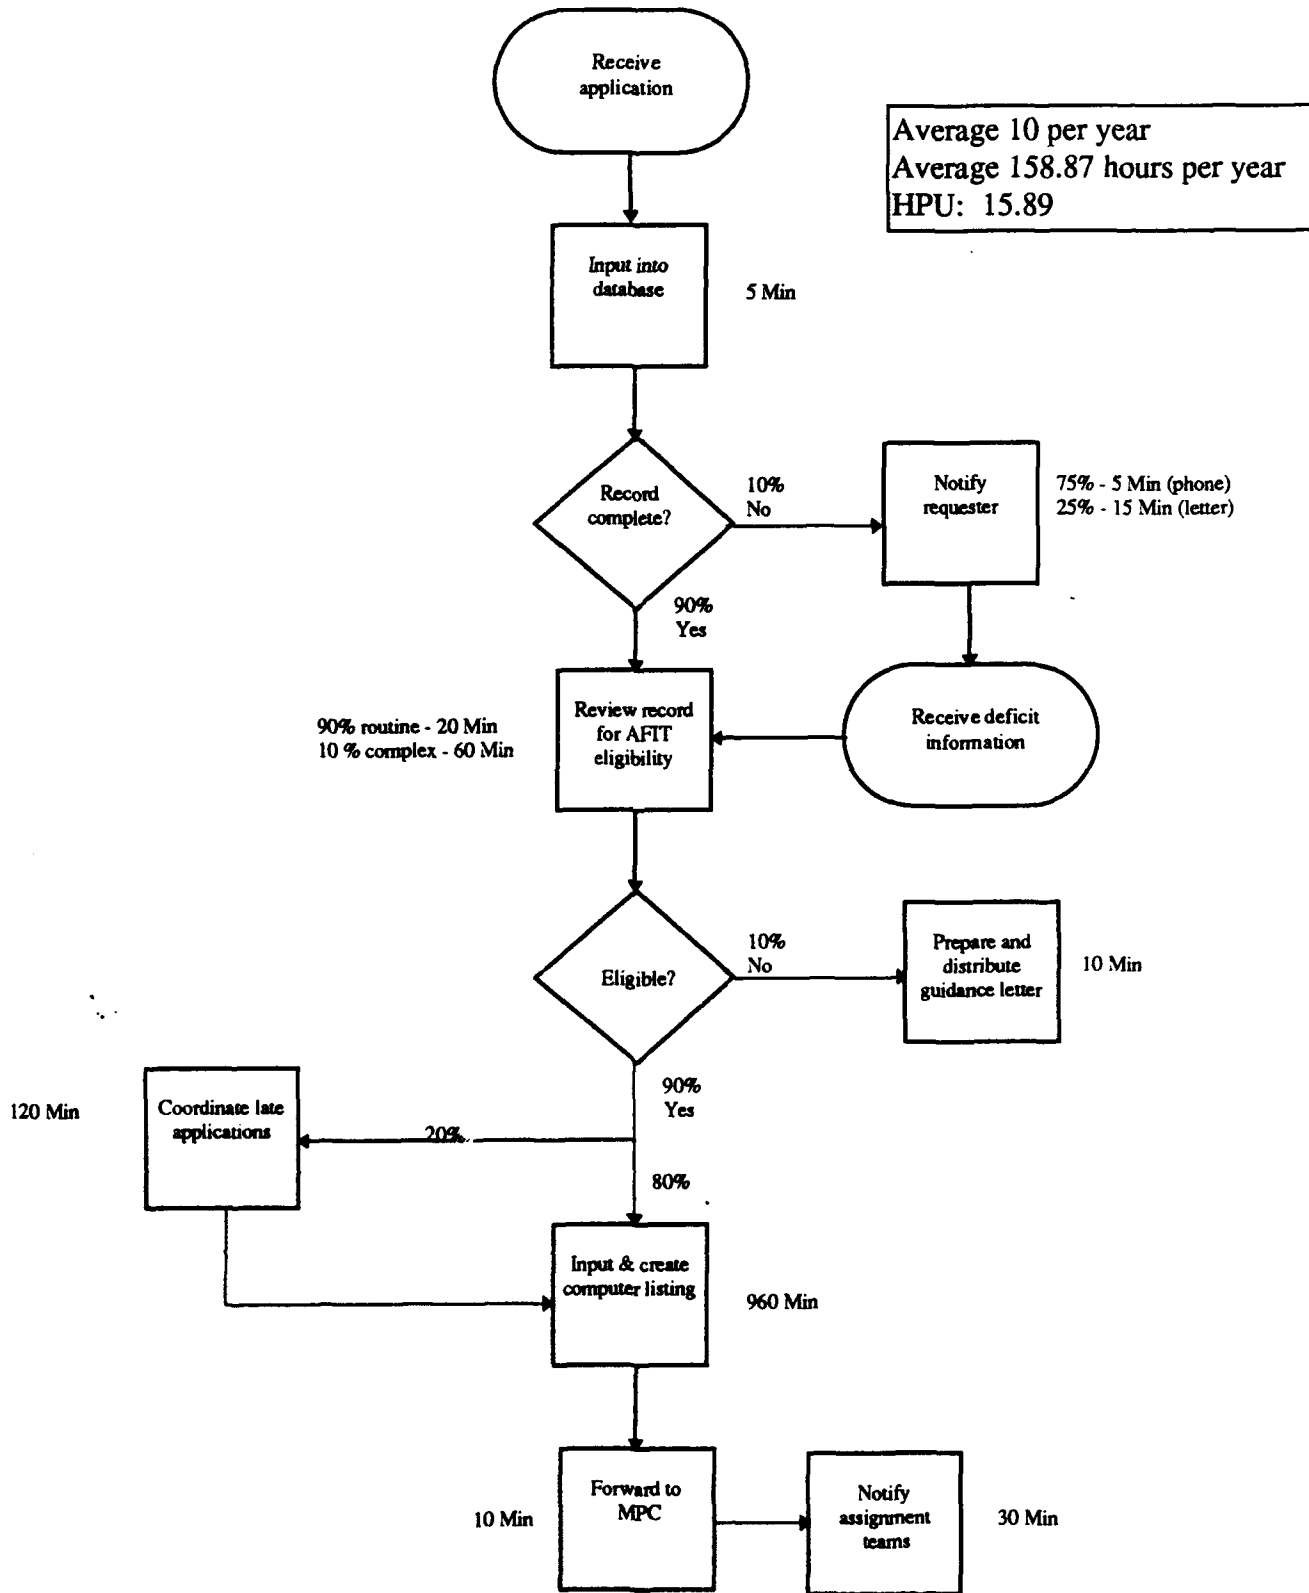 Receive
application
Average 10 per year
Average 158.87 hours per year
HPU: 15.89
Input into
database
5 Min
Record
complete?
10%
No
Notify
requester
75% - 5 Min (phone)
25% - 15 Min (letter)
90%
Yes
90% routine - 20 Min
10 % complex - 60 Min
Review record
for AFIT
eligibility
Receive deficit
information
Eligible?
10%
No
Prepare and
distribute
guidance letter
10 Min
90%
Yes
120 Min
Coordinate late
applications
20%
80%
Input & create
computer listing
960 Min
10 Min
Forward to
MPC
Notify
assignment
teams
30 Min